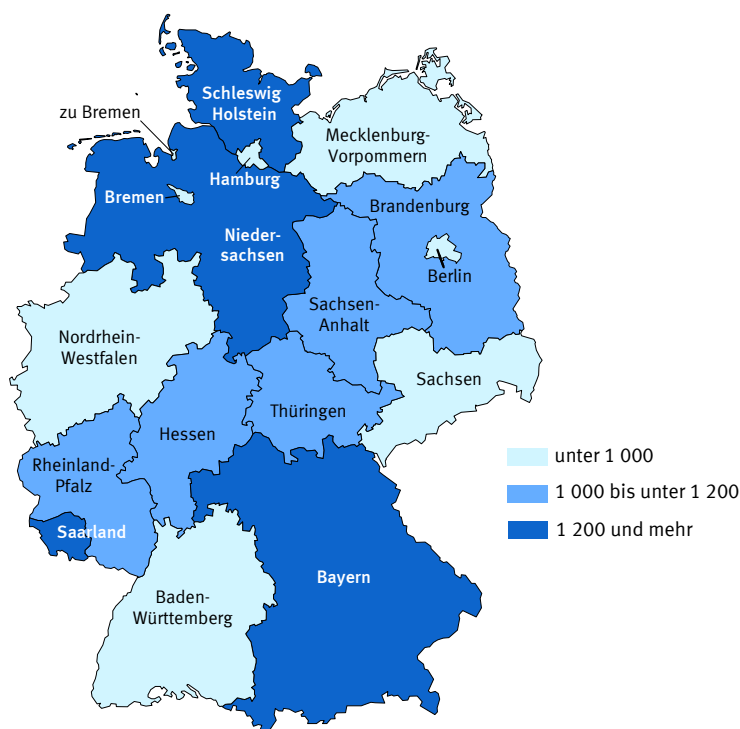 Schleswig
Holstein
zu Bremen
Mecklenburg-
Vorpommern
Hamburg
Bremen
Brandenburg
Nieder-
sachsen
Berlin
Sachsen-
Anhalt
Nordrhein-
Westfalen
Sachsen
Thüringen
Hessen
Rheinland-
Pfalz
Saarland
Bayern
Baden-
Württemberg
unter 1 000
1 000 bis unter 1 200
1 200 und mehr